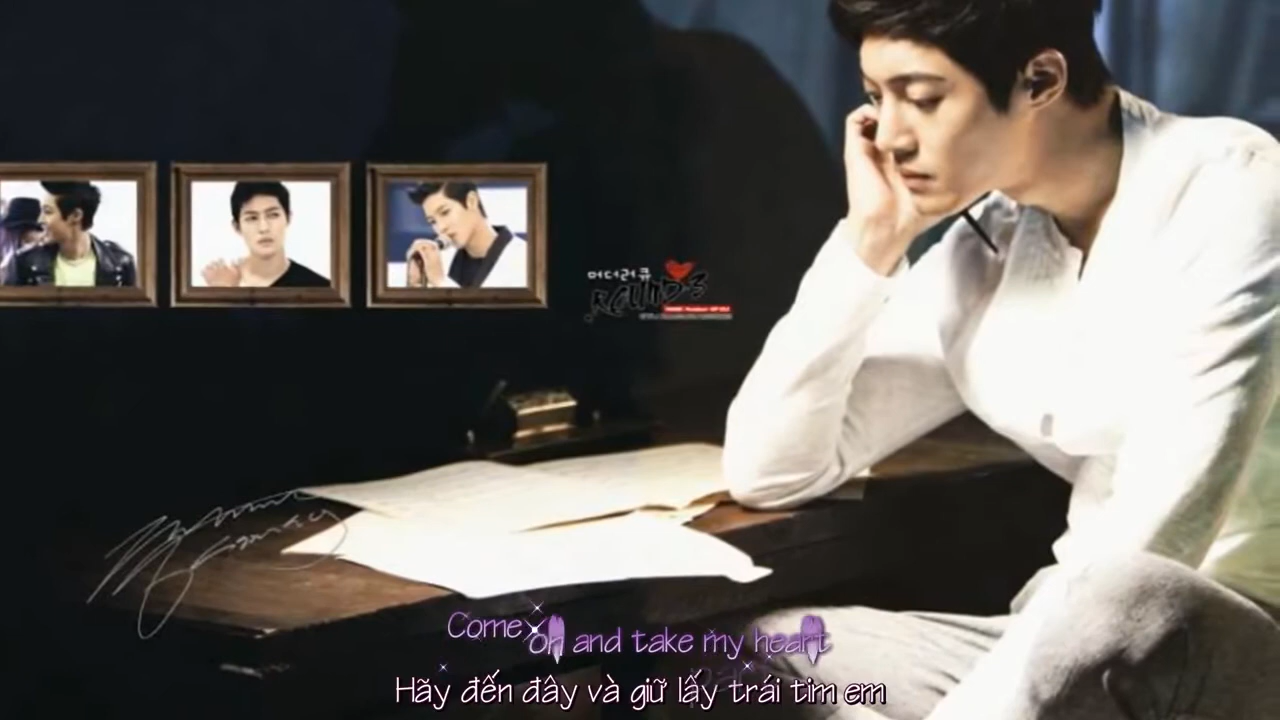 머더러큐
ROUND 3
Come on and take my heart
Hãy đến đây và giữ lấy trái tim em